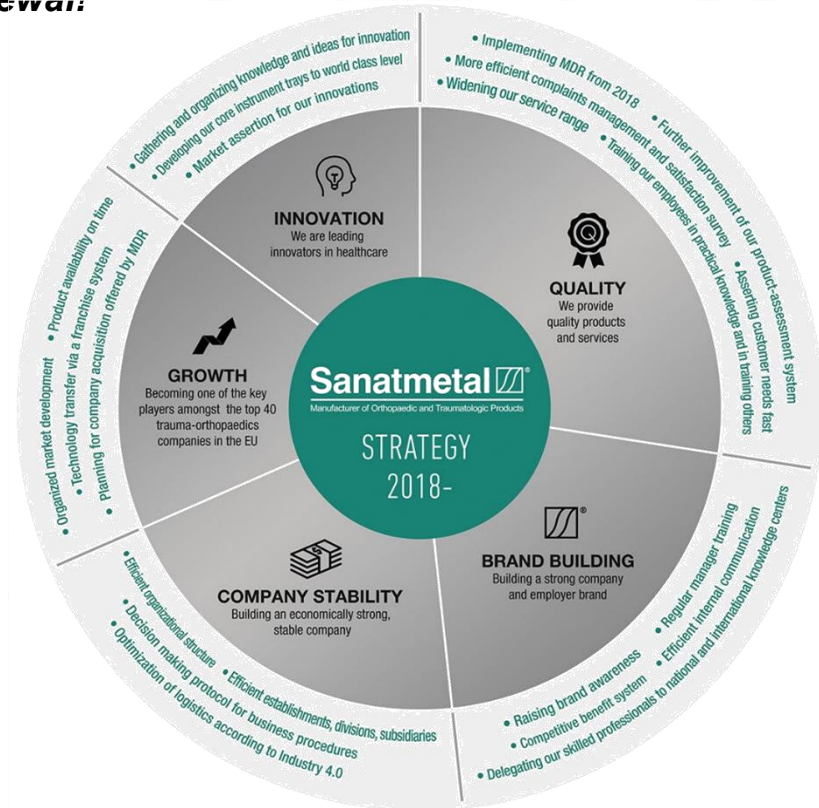 Sanatmetal ®
Manufacturer of Orthopaedic and Traumatologic Products
STRATEGY
2018-
INNOVATION
We are leading
innovators in healthcare
• Gathering and organizing knowledge and ideas for innovation
• Developing our core instrument trays to world class level
• Market assertion for our innovations
QUALITY
We provide
quality products
and services
• Implementing MDR from 2018
• More efficient complaints management and satisfaction survey
• Widening our service range
• Further improvement of our product-assessment system
• Training our employees in practical knowledge and in training others
• Asserting customer needs fast
®
BRAND BUILDING
Building a strong company
and employer brand
• Regular manager training
• Efficient internal communication
• Raising brand awareness
• Competitive benefit system
• Delegating our skilled professionals to national and international knowledge centers
COMPANY STABILITY
Building an economically strong,
stable company
• Efficient organizational structure
• Efficient establishments, divisions, subsidiaries
• Decision making protocol for business procedures
• Optimization of logistics according to Industry 4.0
GROWTH
Becoming one of the key
players amongst the top 40
trauma-orthopaedics
companies in the EU
• Organized market development
• Product availability on time
• Technology transfer via a franchise system
• Planning for company acquisition offered by MDR